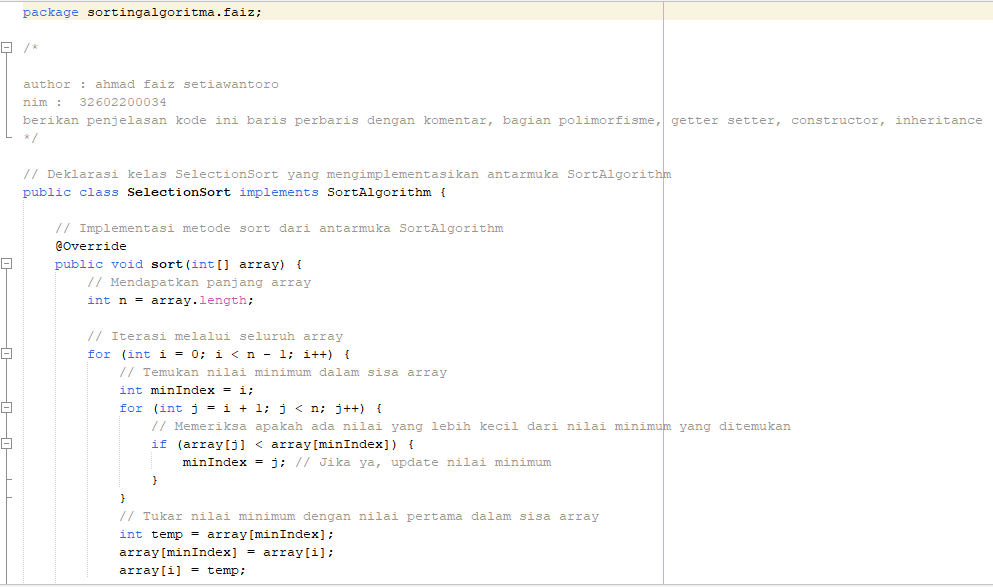 package sortingalgoritma.faiz;
/*
author : ahmad faiz setiawantoro
nim :  32602200034
berikan penjelasan kode ini baris perbaris dengan komentar, bagian polimorfisme, getter setter, constructor, inheritance
*/
// Deklarasi kelas SelectionSort yang mengimplementasikan antarmuka SortAlgorithm
public class SelectionSort implements SortAlgorithm {
// Implementasi metode sort dari antarmuka SortAlgorithm
@Override
public void sort(int[] array) {
// Mendapatkan panjang array
int n = array.length;
// Iterasi melalui seluruh array
for (int i = 0; i < n - 1; i++) {
// Temukan nilai minimum dalam sisa array
int minIndex = i;
for (int j = i + 1; j < n; j++) {
// Memeriksa apakah ada nilai yang lebih kecil dari nilai minimum yang ditemukan
if (array[j] < array[minIndex]) {
minIndex = j; // Jika ya, update nilai minimum
}
}
// Tukar nilai minimum dengan nilai pertama dalam sisa array
int temp = array[minIndex];
array[minIndex] = array[i];
array[i] = temp;